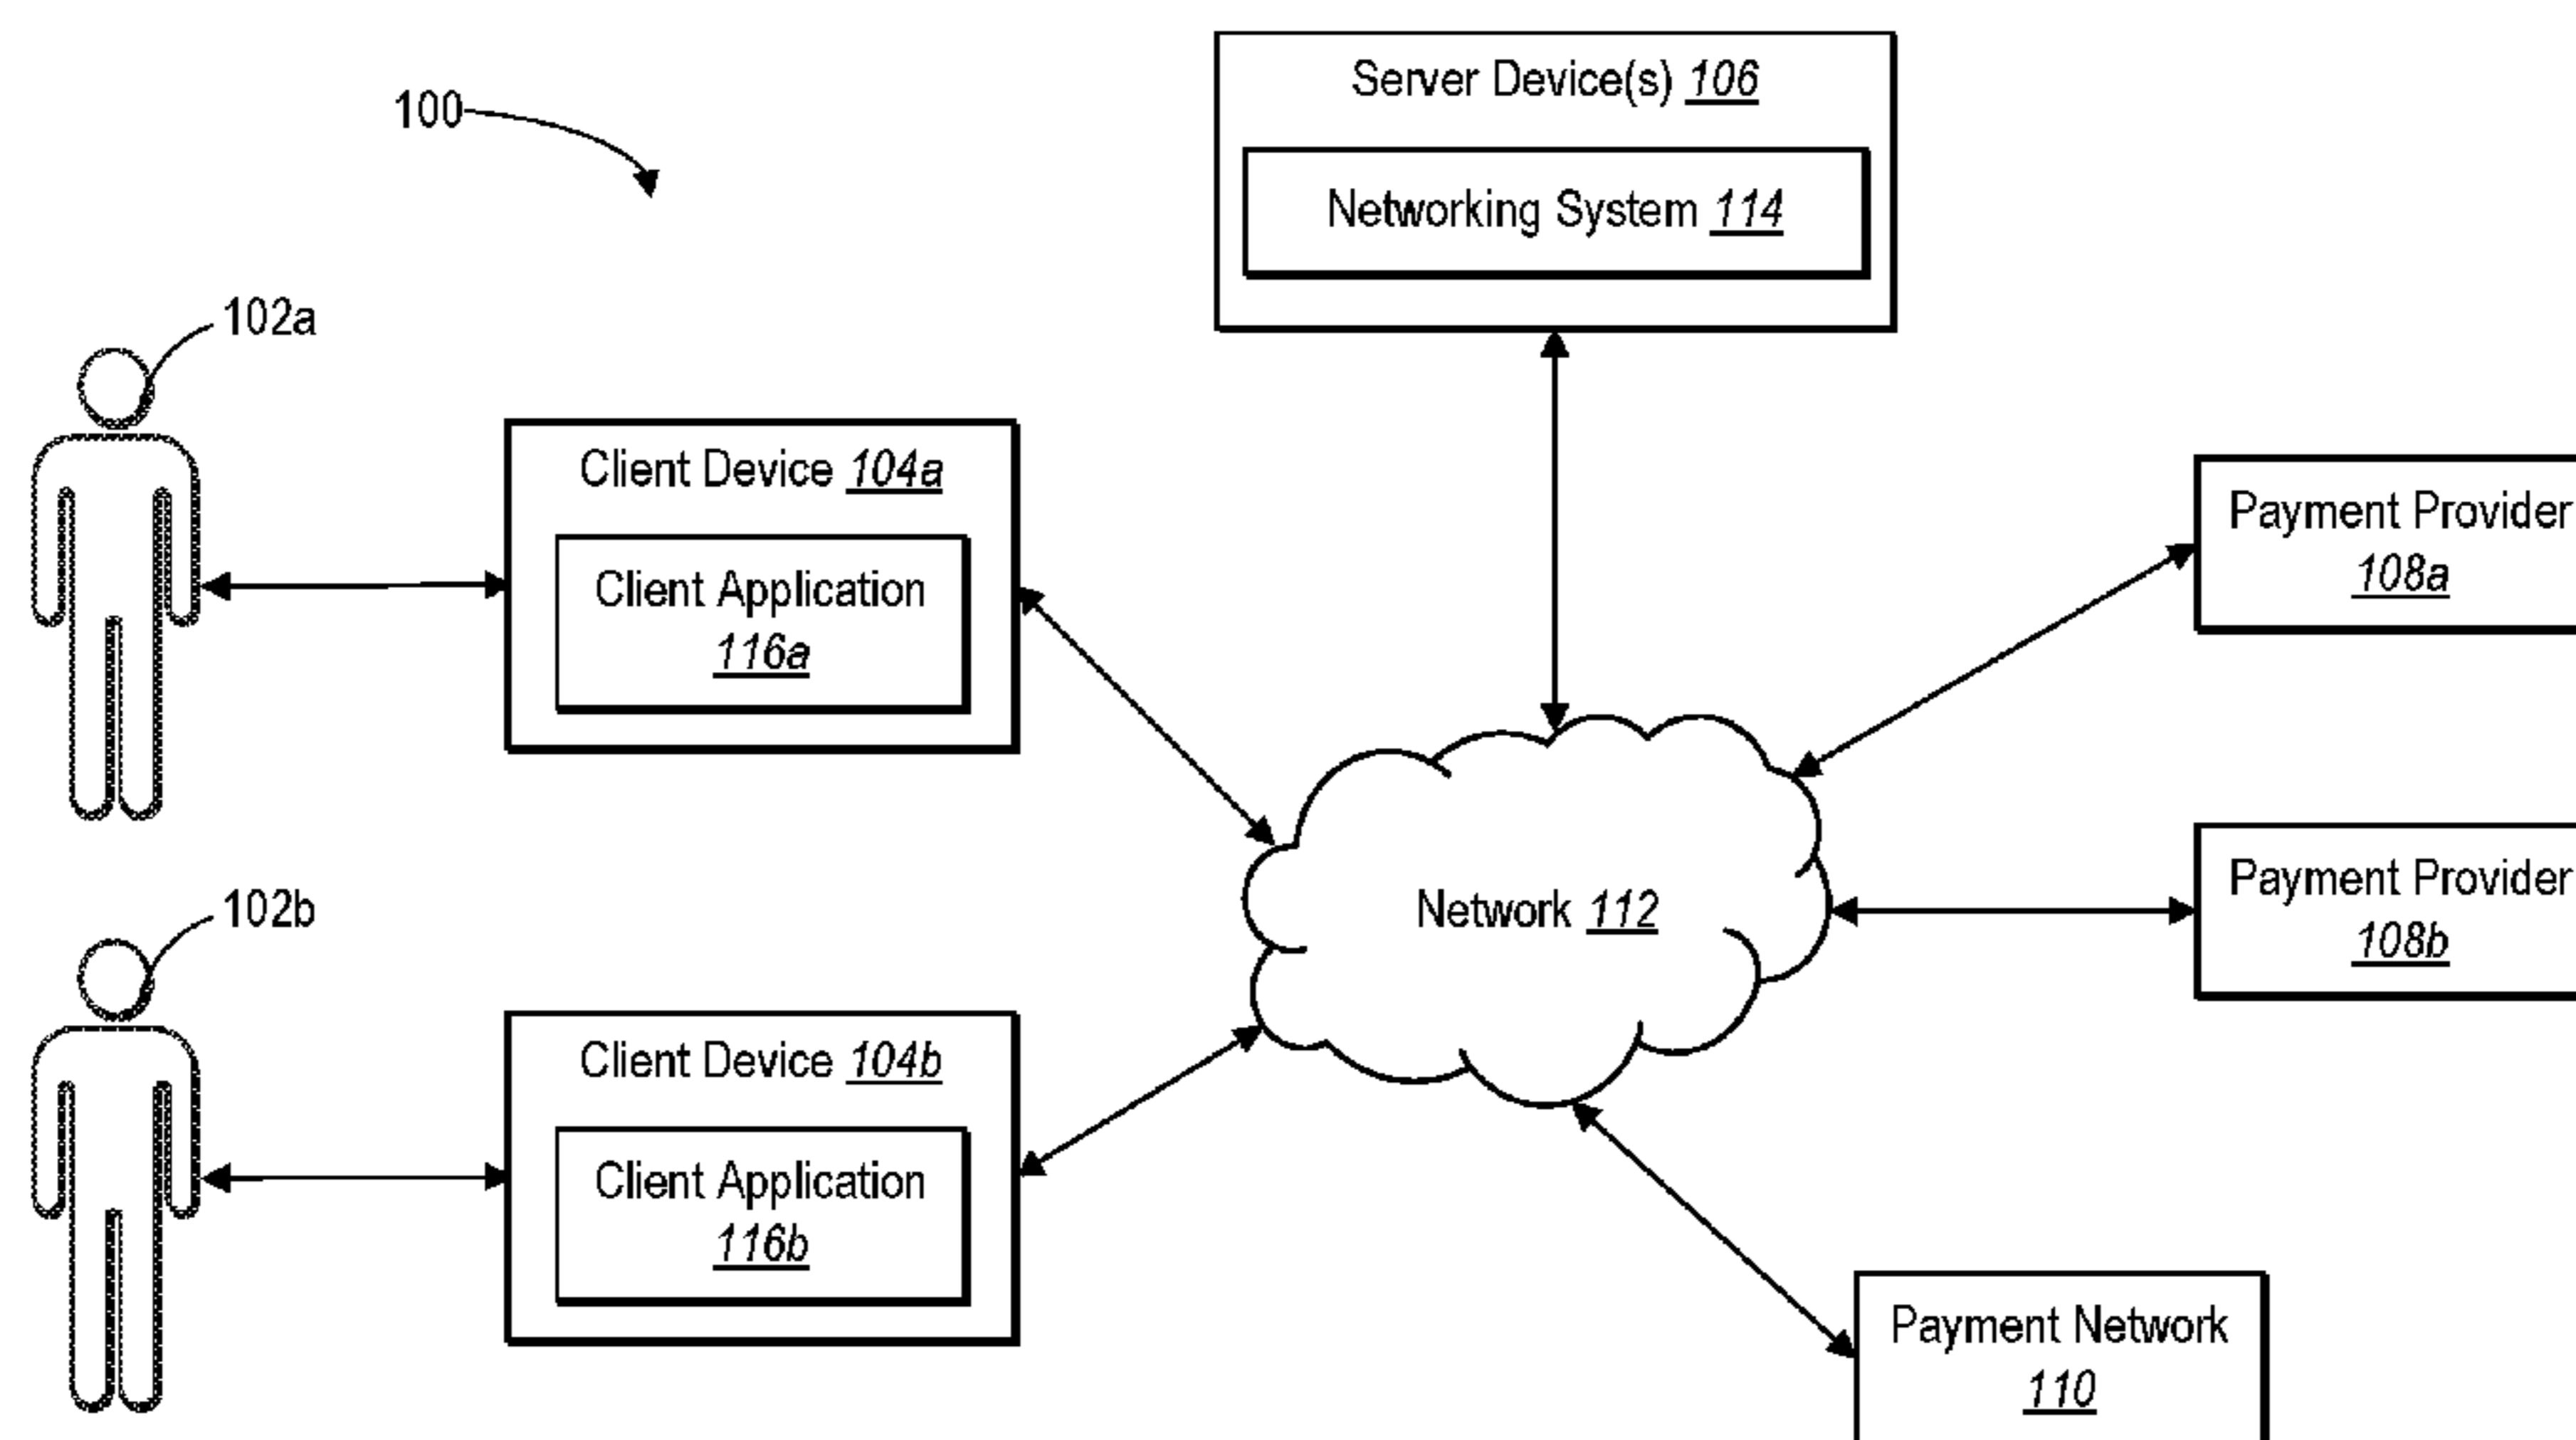 100
Server Device(s) 106
Networking System 114
102a
Client Device 104a
Client Application
116a
Payment Provider
108a
Network 112
Payment Provider
108b
102b
Client Device 104b
Client Application
116b
Payment Network
110